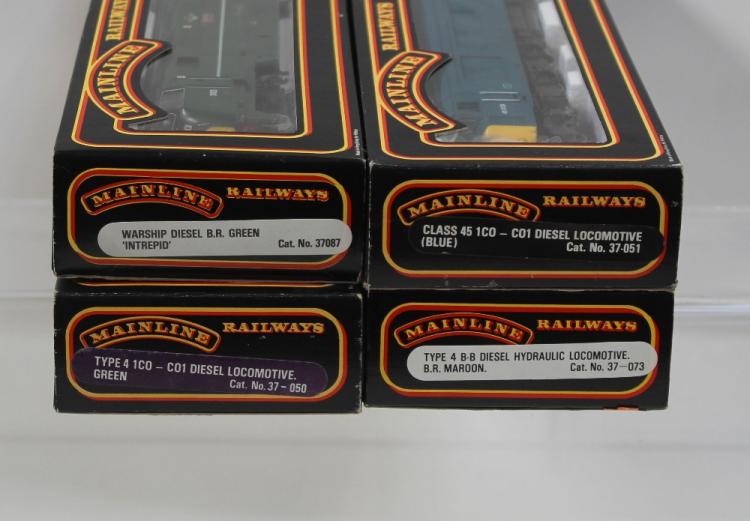 MAINLINE RAILWAYS
MAINLINE RAILWAYS
MAINLINE RAILWAYS
WARSHIP DIESEL B.R. GREEN
'INTREPID' Cat. No. 37087
MAINLINE RAILWAYS
CLASS 45 1CO – CO1 DIESEL LOCOMOTIVE
(BLUE) Cat. No. 37-051
MAINLINE RAILWAYS
TYPE 4 1CO – CO1 DIESEL LOCOMOTIVE.
GREEN Cat. No. 37 – 050
MAINLINE RAILWAYS
TYPE 4 B-B DIESEL HYDRAULIC LOCOMOTIVE.
B.R. MAROON. Cat. No. 37—073